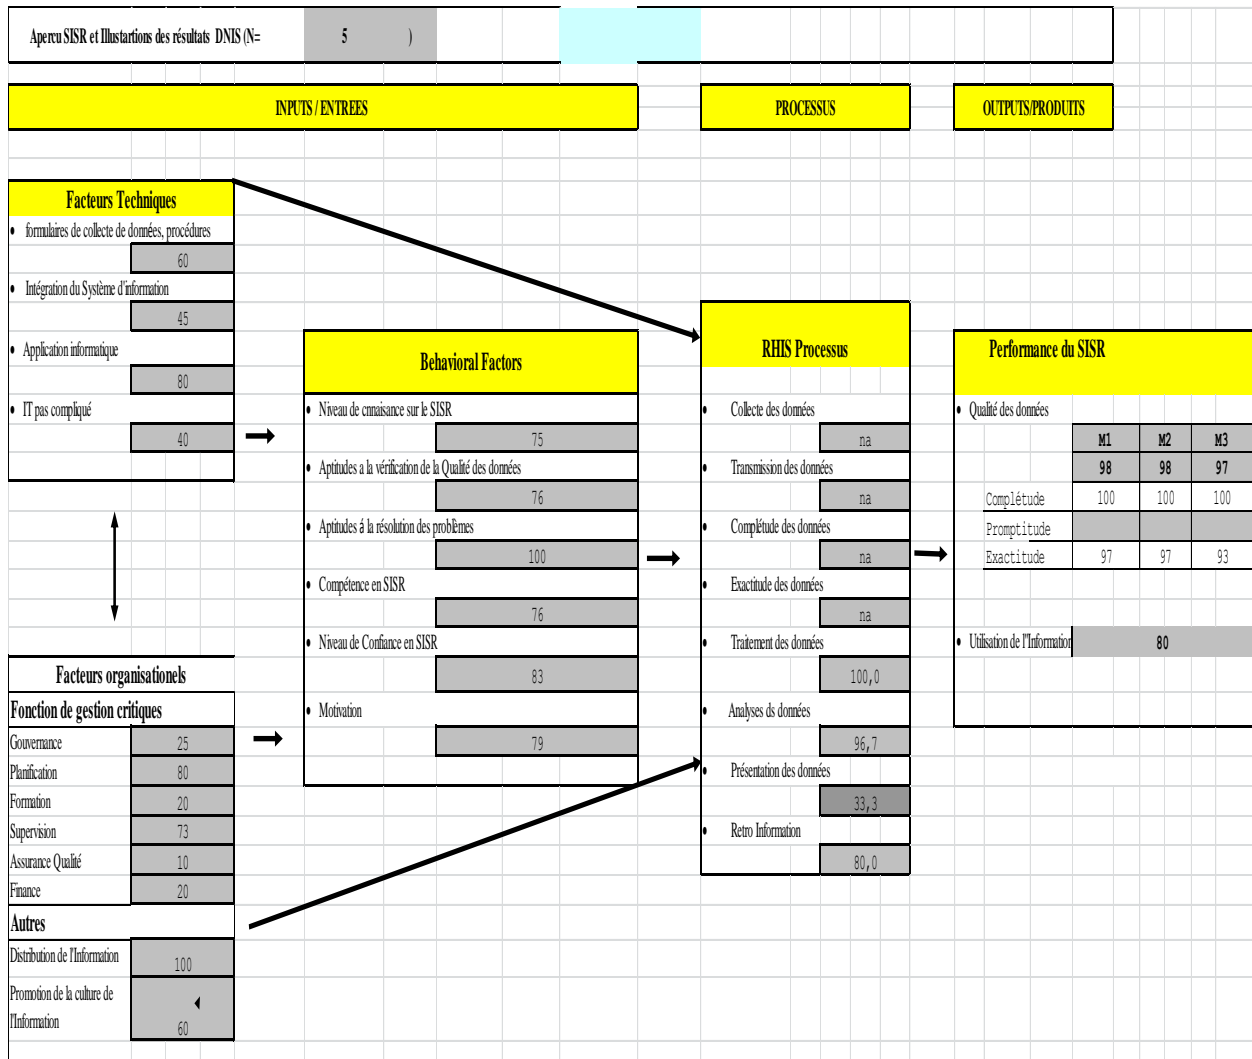 Apercu SISR et Illustartions des résultats DNIS (N= 5 )
INPUTS / ENTREES
PROCESSUS
OUTPUTS/PRODUITS
Facteurs Techniques
• formulaires de collecte de données, procédures
60
• Intégration du Système d'information
45
• Application informatique
80
• IT pas compliqué
40
Facteurs organisationels
Fonction de gestion critiques
Gouvernance 25
Planification 80
Formation 20
Supervision 73
Assurance Qualité 10
Finance 20
Autres
Distribution de l'Information 100
Promotion de la culture de
l'Information 60
Behavioral Factors
• Niveau de cnnaisance sur le SISR
75
• Aptitudes a la vérification de la Qualité des données
76
• Aptitudes á la résolution des problèmes
100
• Compétence en SISR
76
• Niveau de Confiance en SISR
83
• Motivation
79
RHIS Processus
• Collecte des données
na
• Transmission des données
na
• Complétude des données
na
• Exactitude des données
na
• Traitement des données
100,0
• Analyses ds données
96,7
• Présentation des données
33,3
• Retro Information
80,0
Performance du SISR
• Qualité des données
M1 M2 M3
98 98 97
Complétude 100 100 100
Promptitude
Exactitude 97 97 93
• Utilisation de l'Information 80